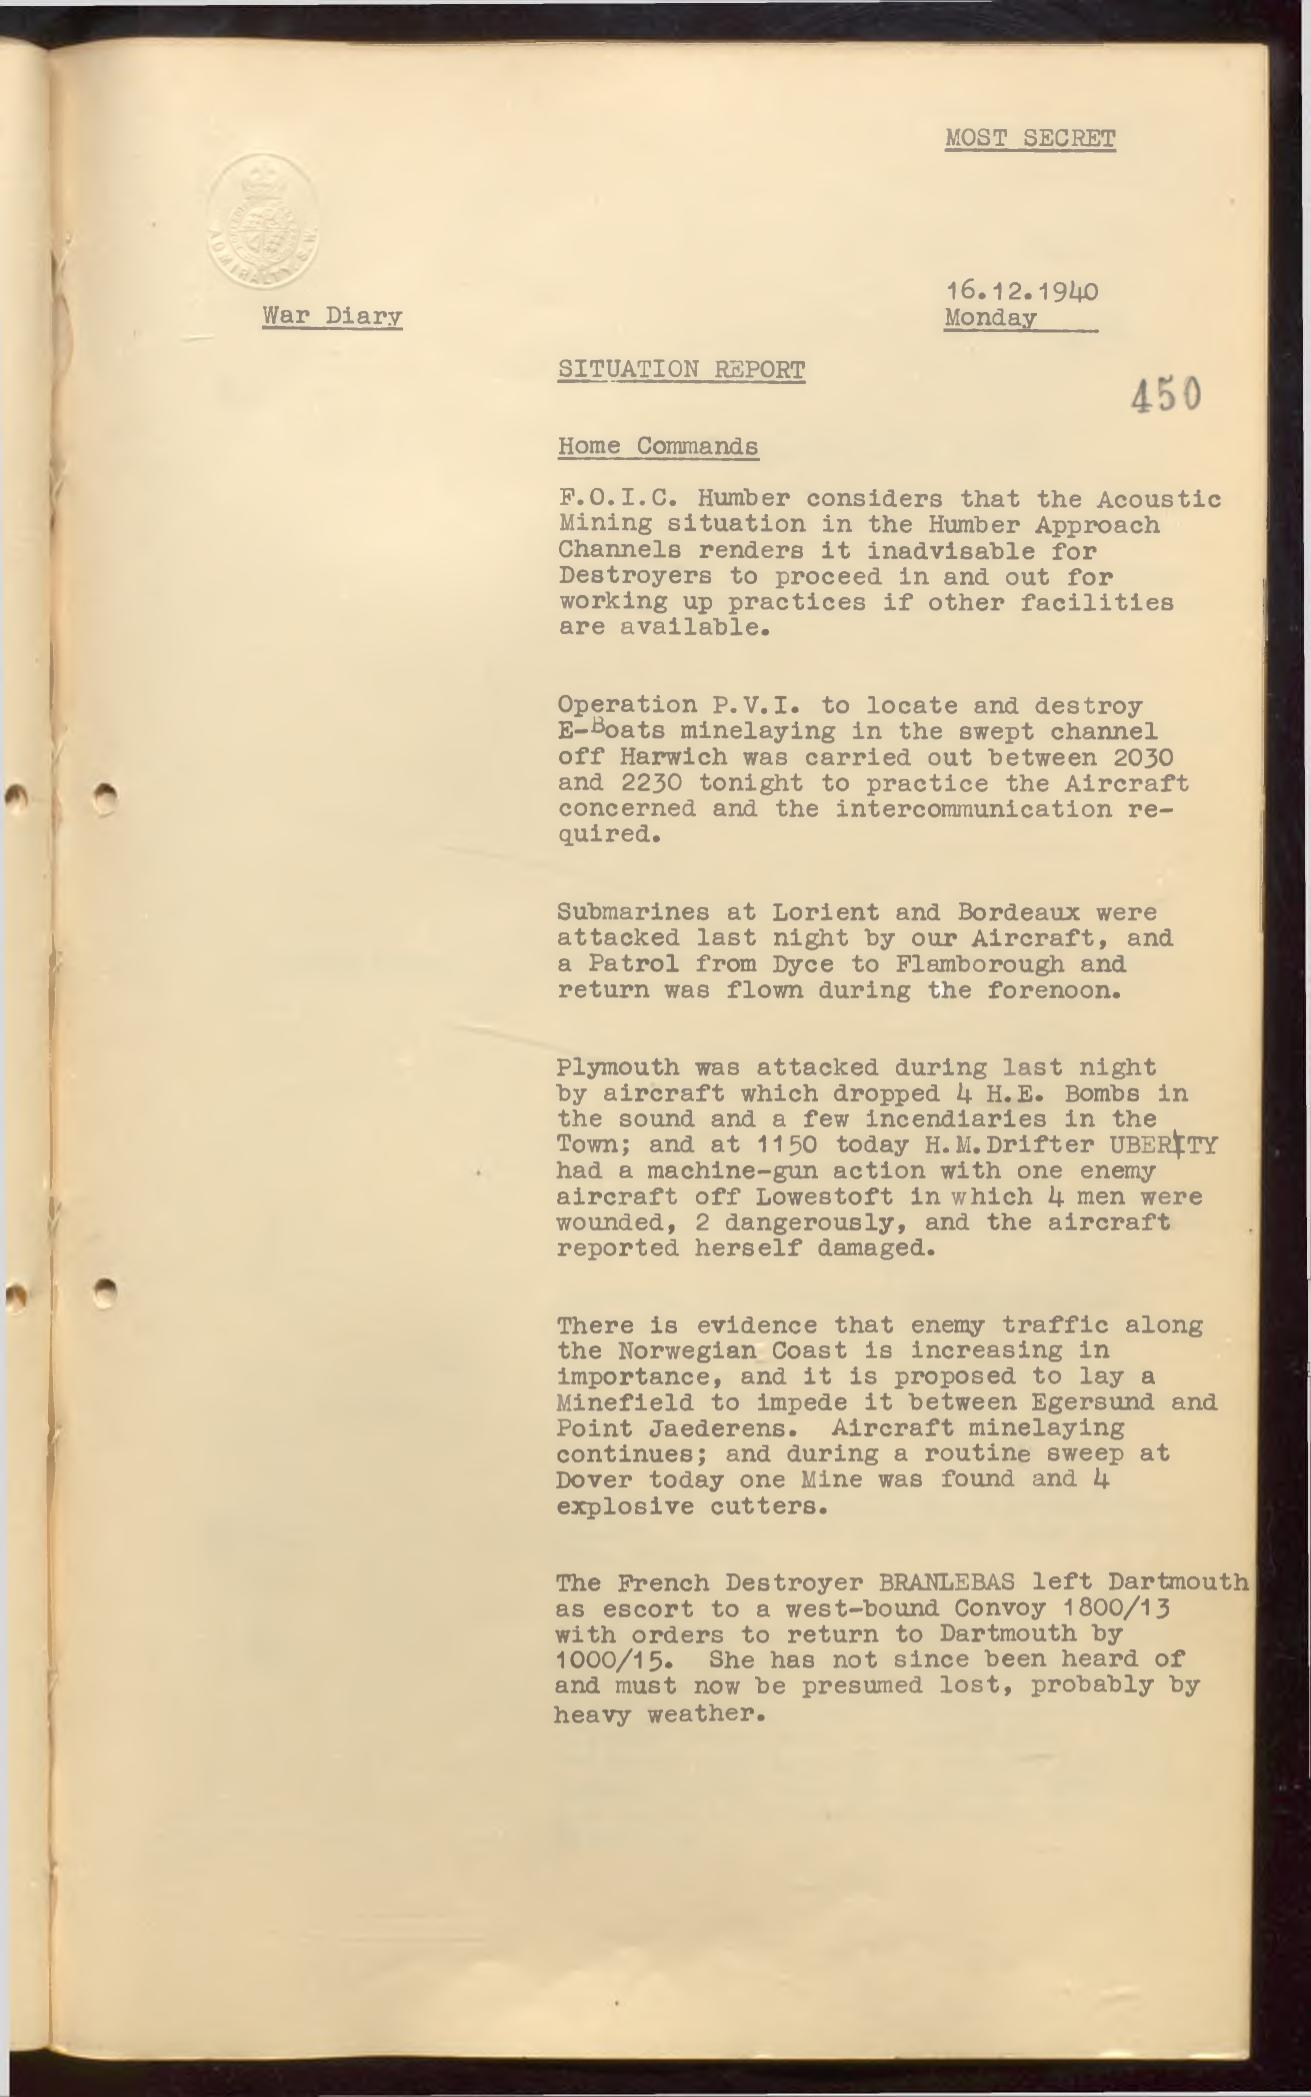 MOST SECRET
ADMIRALTY. S.W.
16.12.1940
War Diary
Monday
SITUATION REPORT
450
Home Commands
F.O.I.C. Humber considers that the Acoustic
Mining situation in the Humber Approach
Channels renders it inadvisable for
Destroyers to proceed in and out for
working up practices if other facilities
are available.
Operation P.V.I. to locate and destroy
E-Boats minelaying in the swept channel
off Harwich was carried out between 2030
and 2230 tonight to practice the Aircraft
concerned and the intercommunication re-
quired.
Submarines at Lorient and Bordeaux were
attacked last night by our Aircraft, and
a Patrol from Dyce to Flamborough and
return was flown during the forenoon.
Plymouth was attacked during last night
by aircraft which dropped 4 H.E. Bombs in
the sound and a few incendiaries in the
Town; and at 1150 today H.M.Drifter UBERTY
had a machine-gun action with one enemy
aircraft off Lowestoft in which 4 men were
wounded, 2 dangerously, and the aircraft
reported herself damaged.
There is evidence that enemy traffic along
the Norwegian Coast is increasing in
importance, and it is proposed to lay a
Minefield to impede it between Egersund and
Point Jaederens. Aircraft minelaying
continues; and during a routine sweep at
Dover today one Mine was found and 4
explosive cutters.
The French Destroyer BRANLEBAS left Dartmouth
as escort to a west-bound Convoy 1800/13
with orders to return to Dartmouth by
1000/15. She has not since been heard of
and must now be presumed lost, probably by
heavy weather.